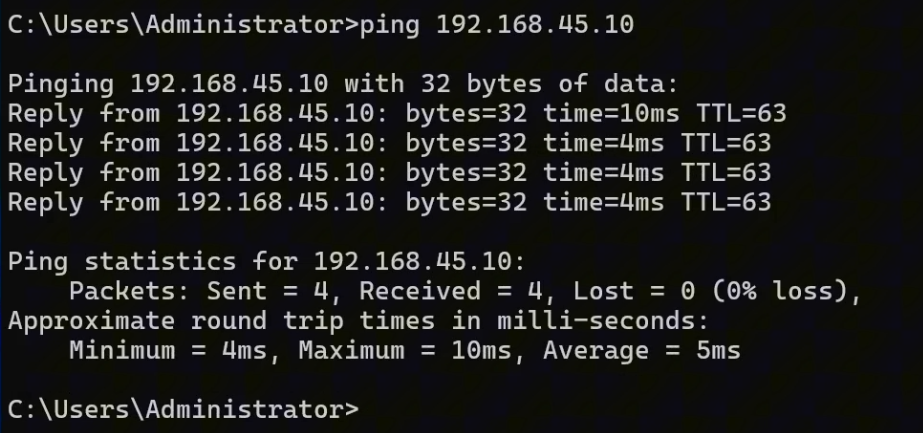 C:\Users\Administrator>ping 192.168.45.10
Pinging 192.168.45.10 with 32 bytes of data:
Reply from 192.168.45.10: bytes=32 time=10ms TTL=63
Reply from 192.168.45.10: bytes=32 time=4ms TTL=63
Reply from 192.168.45.10: bytes=32 time=4ms TTL=63
Reply from 192.168.45.10: bytes=32 time=4ms TTL=63
Ping statistics for 192.168.45.10:
    Packets: Sent = 4, Received = 4, Lost = 0 (0% loss),
Approximate round trip times in milli-seconds:
    Minimum = 4ms, Maximum = 10ms, Average = 5ms
C:\Users\Administrator>